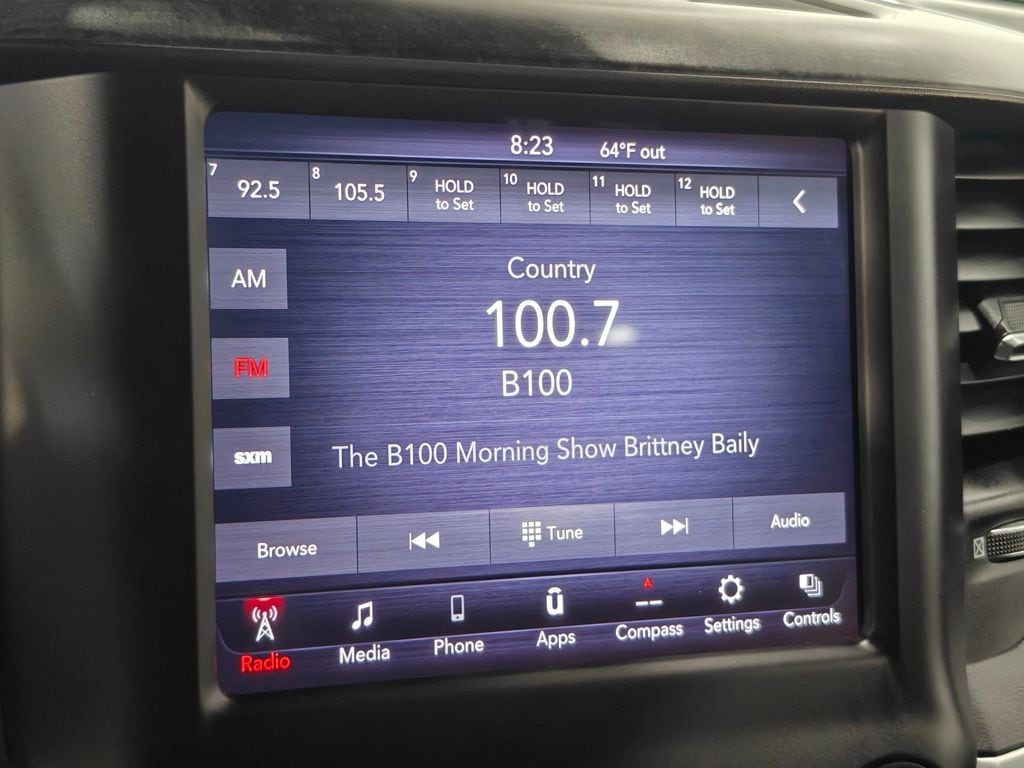 8:23 64°F out
7 92.5 8 105.5 9 HOLD to Set 10 HOLD to Set 11 HOLD to Set 12 HOLD to Set
AM
Country
100.7
FM
B100
sxm
The B100 Morning Show Brittney Baily
Browse Tune Audio
Radio Media Phone Apps Compass Settings Controls